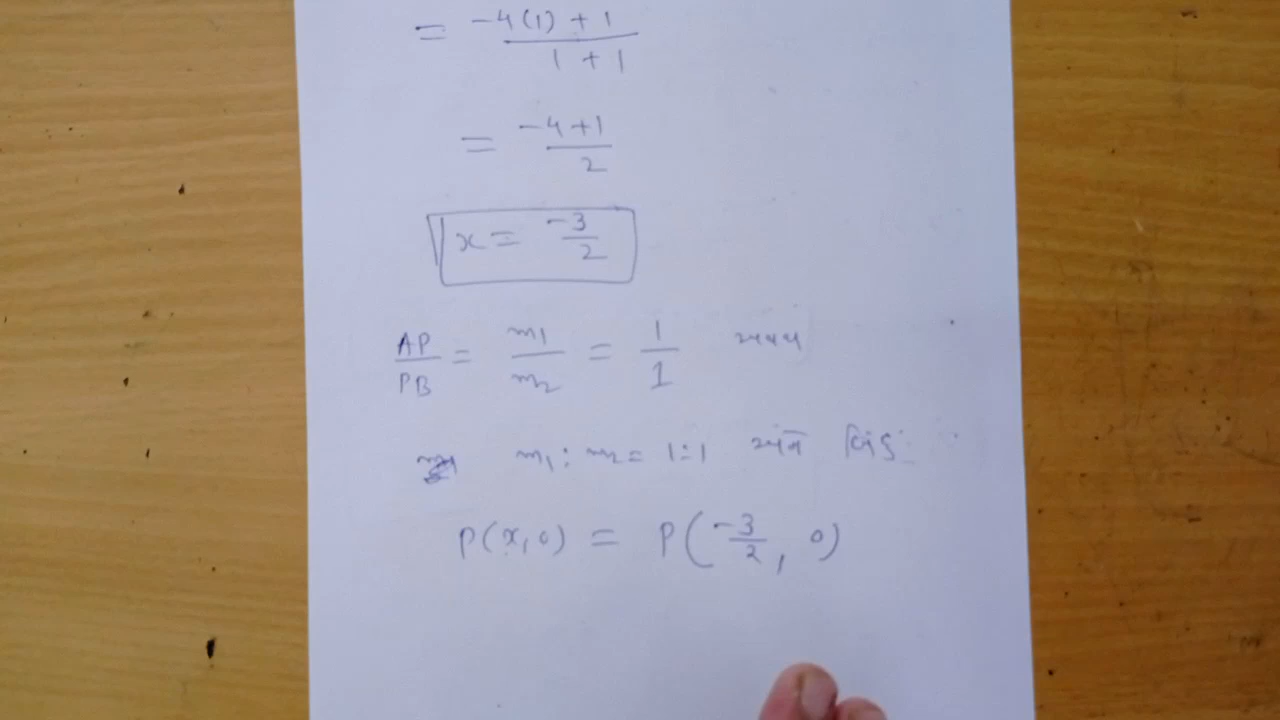 = -4(1) + 1 / 1 + 1
= -4+1 / 2
x = -3/2
AP/PB = m1/m2 = 1/1
m1 : m2 = 1:1
P(x,0) = P(-3/2, 0)